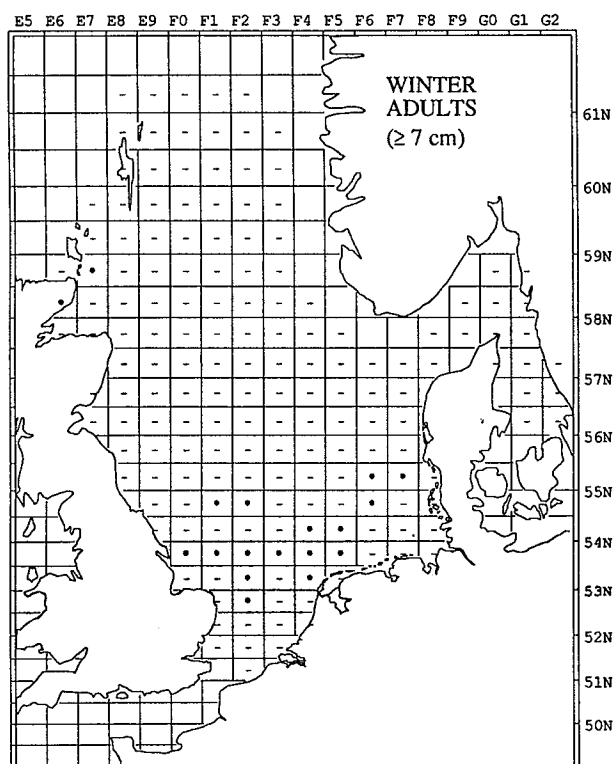 E5 E6 E7 E8 E9 F0 F1 F2 F3 F4 F5 F6 F7 F8 F9 G0 G1 G2
WINTER
ADULTS
(≥ 7 cm)
61N
60N
59N
58N
57N
56N
55N
54N
53N
52N
51N
50N